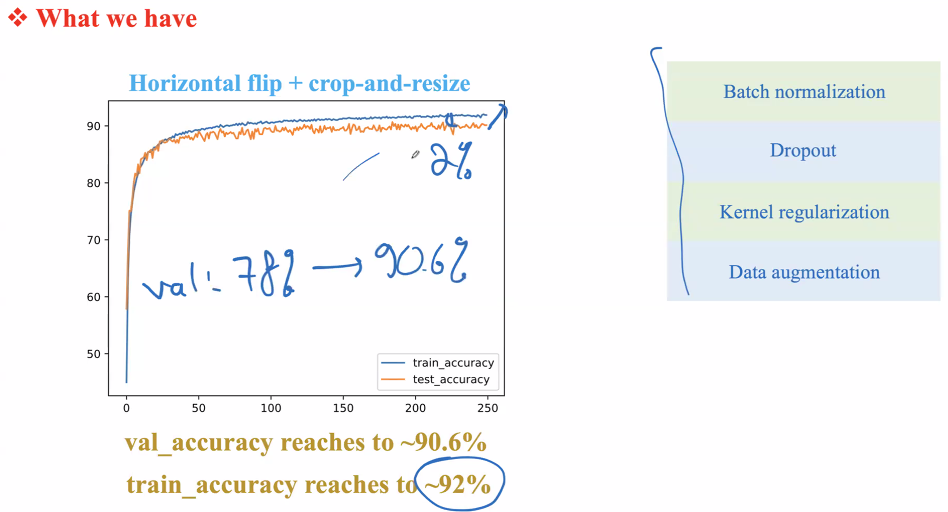 ❖ What we have
Horizontal flip + crop-and-resize
90
80
70
60
50
2%
val: 78% → 90.6%
train_accuracy
test_accuracy
0 50 100 150 200 250
val_accuracy reaches to ~90.6%
train_accuracy reaches to ~92%
Batch normalization
Dropout
Kernel regularization
Data augmentation